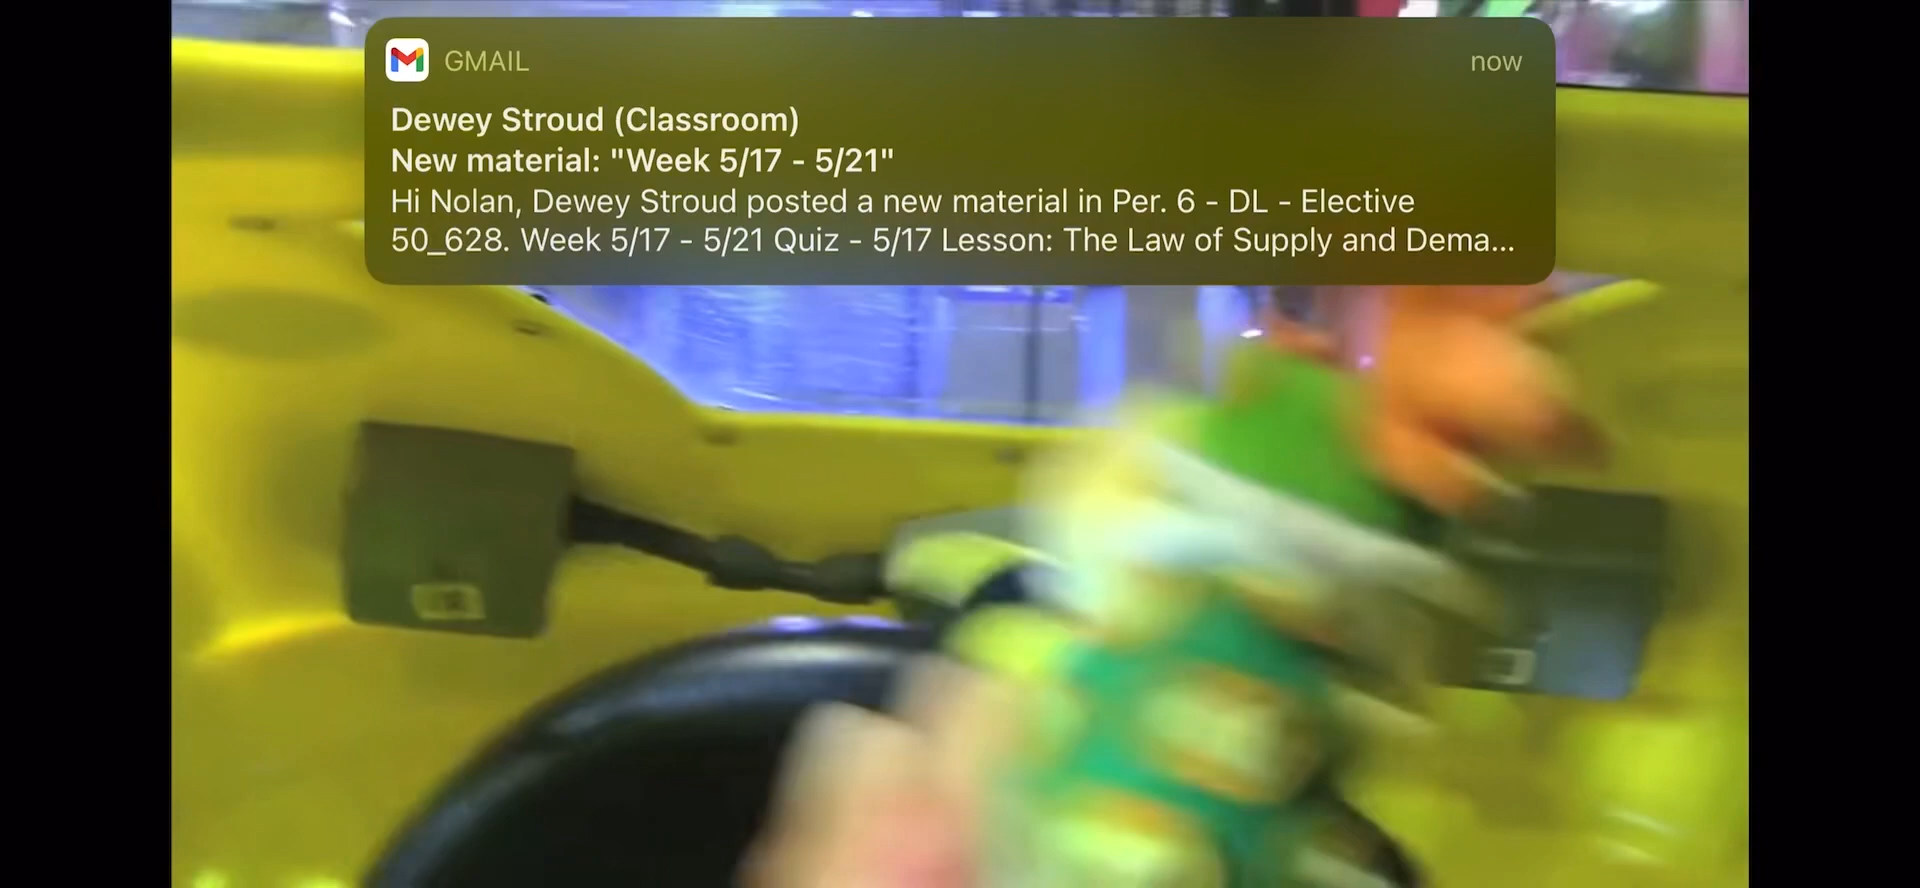 GMAIL
now
Dewey Stroud (Classroom)
New material: "Week 5/17 - 5/21"
Hi Nolan, Dewey Stroud posted a new material in Per. 6 - DL - Elective
50_628. Week 5/17 - 5/21 Quiz - 5/17 Lesson: The Law of Supply and Dema...